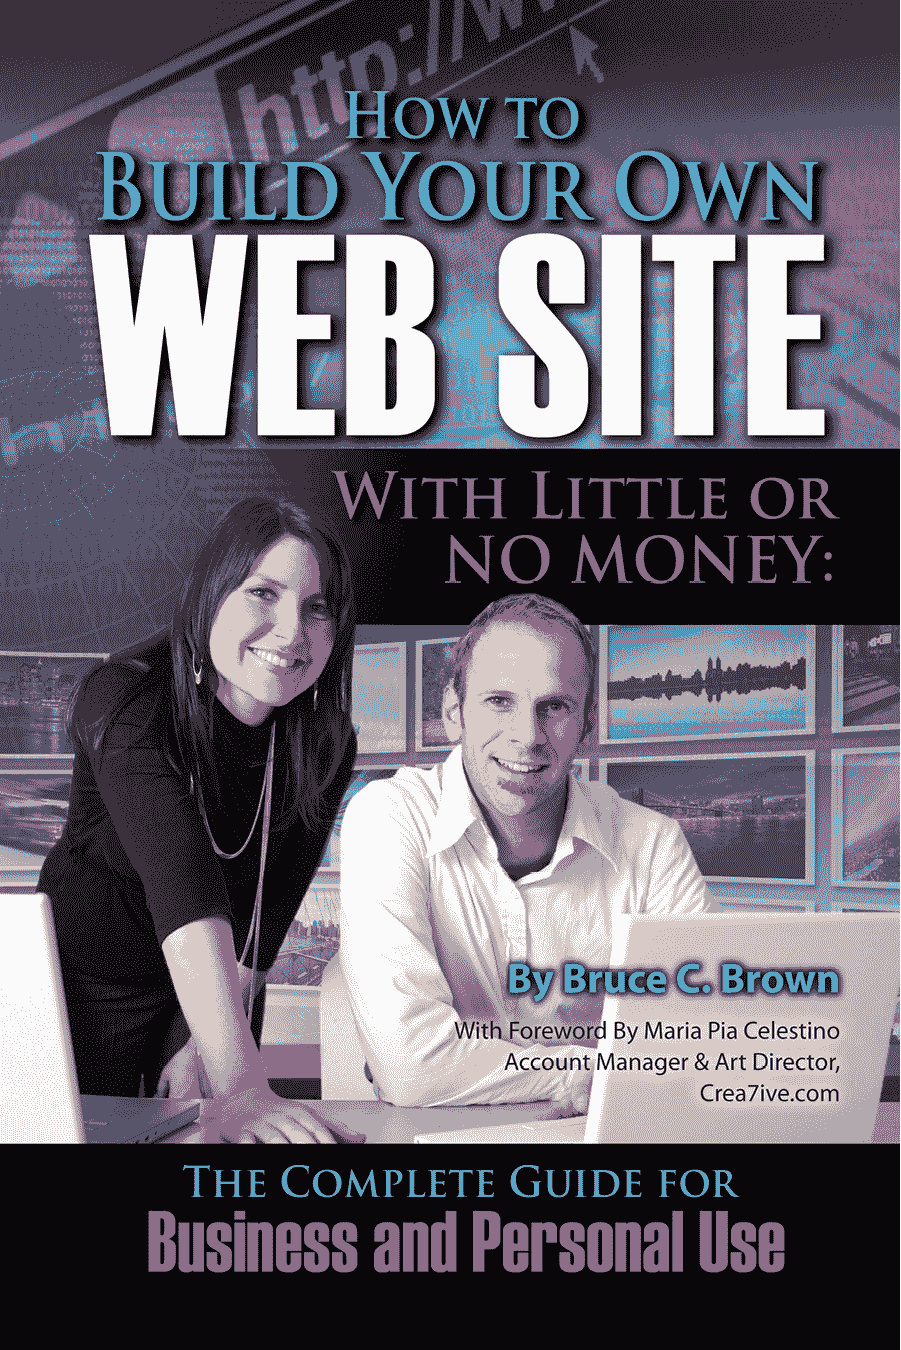 http://w
How to
Build Your Own
WEB SITE
With Little or
NO MONEY:
By Bruce C. Brown
With Foreword By Maria Pia Celestino
Account Manager & Art Director,
Crea7ive.com
The Complete Guide for
Business and Personal Use